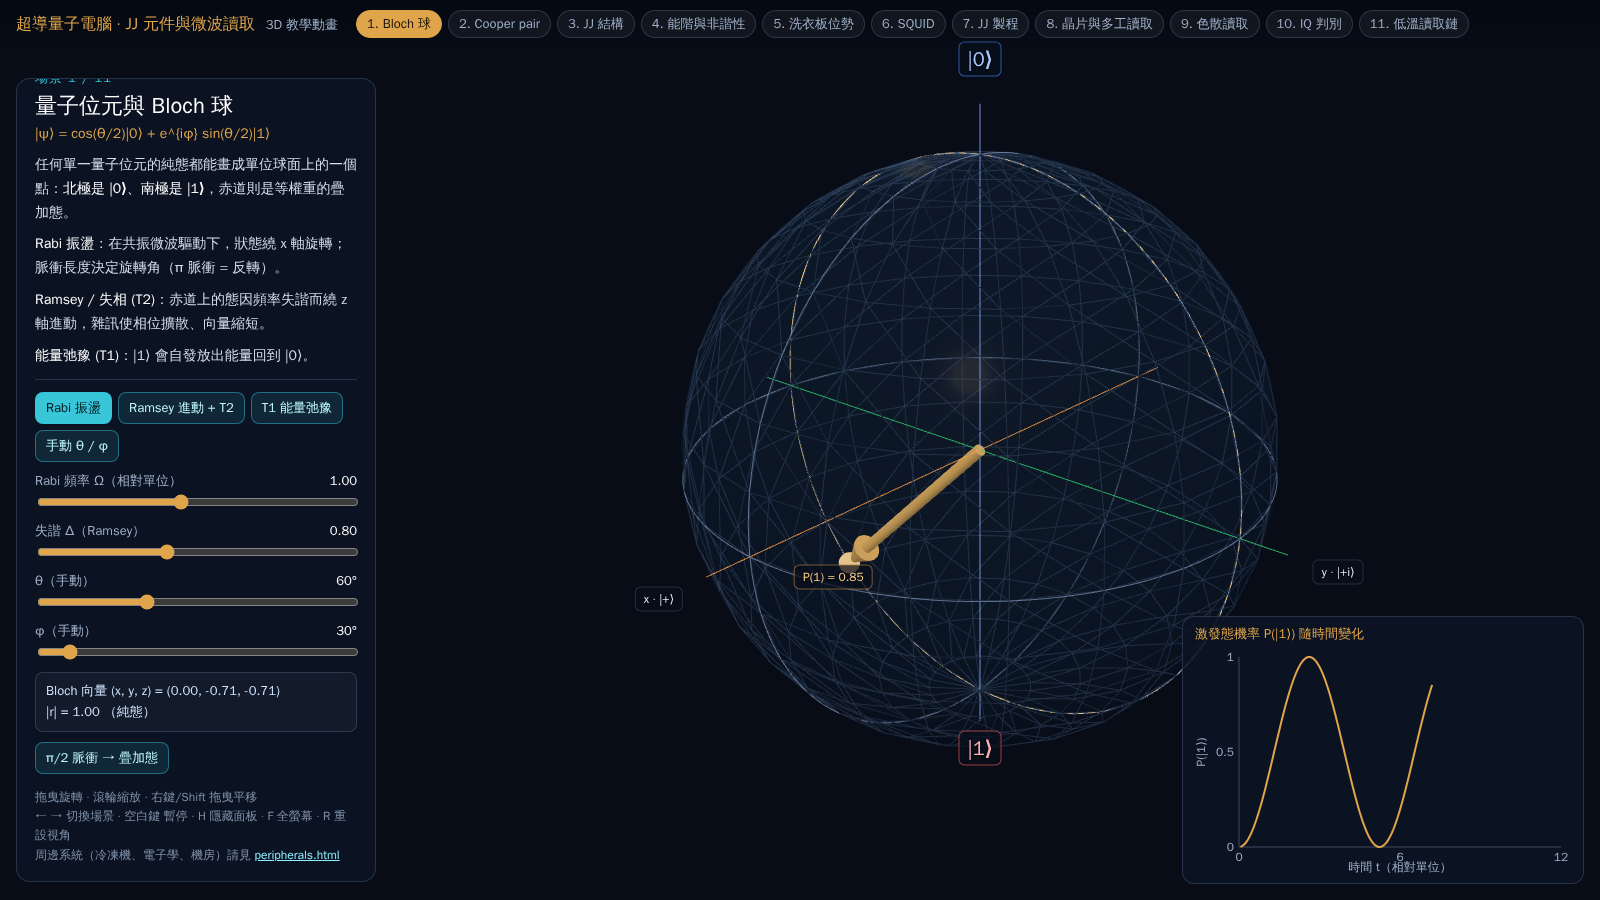 超導量子電腦 · JJ 元件與微波讀取 3D 教學動畫
1. Bloch 球
2. Cooper pair
3. JJ 結構
4. 能階與非諧性
5. 洗衣板位勢
6. SQUID
7. JJ 製程
8. 晶片與多工讀取
9. 色散讀取
10. IQ 判別
11. 低溫讀取鏈
場景 1 / 11
量子位元與 Bloch 球
|ψ⟩ = cos(θ/2)|0⟩ + e^{iφ} sin(θ/2)|1⟩
任何單一量子位元的純態都能畫成單位球面上的一個
點：北極是 |0⟩、南極是 |1⟩，赤道則是等權重的疊
加態。
Rabi 振盪：在共振微波驅動下，狀態繞 x 軸旋轉；
脈衝長度決定旋轉角（π 脈衝 = 反轉）。
Ramsey / 失相 (T2)：赤道上的態因頻率失諧而繞 z
軸進動，雜訊使相位擴散、向量縮短。
能量弛豫 (T1)：|1⟩ 會自發放出能量回到 |0⟩。
Rabi 振盪
Ramsey 進動 + T2
T1 能量弛豫
手動 θ / φ
Rabi 頻率 Ω（相對單位） 1.00
失諧 Δ（Ramsey） 0.80
θ（手動） 60°
φ（手動） 30°
Bloch 向量 (x, y, z) = (0.00, -0.71, -0.71)
|r| = 1.00 （純態）
π/2 脈衝 → 疊加態
拖曳旋轉 · 滾輪縮放 · 右鍵/Shift 拖曳平移
← → 切換場景 · 空白鍵 暫停 · H 隱藏面板 · F 全螢幕 · R 重
設視角
周邊系統（冷凍機、電子學、機房）請見 peripherals.html
|0⟩
P(1) = 0.85
x · |+⟩
y · |+i⟩
|1⟩
激發態機率 P(|1⟩) 隨時間變化
1
0.5
0
P(|1⟩)
0
6
12
時間 t（相對單位）